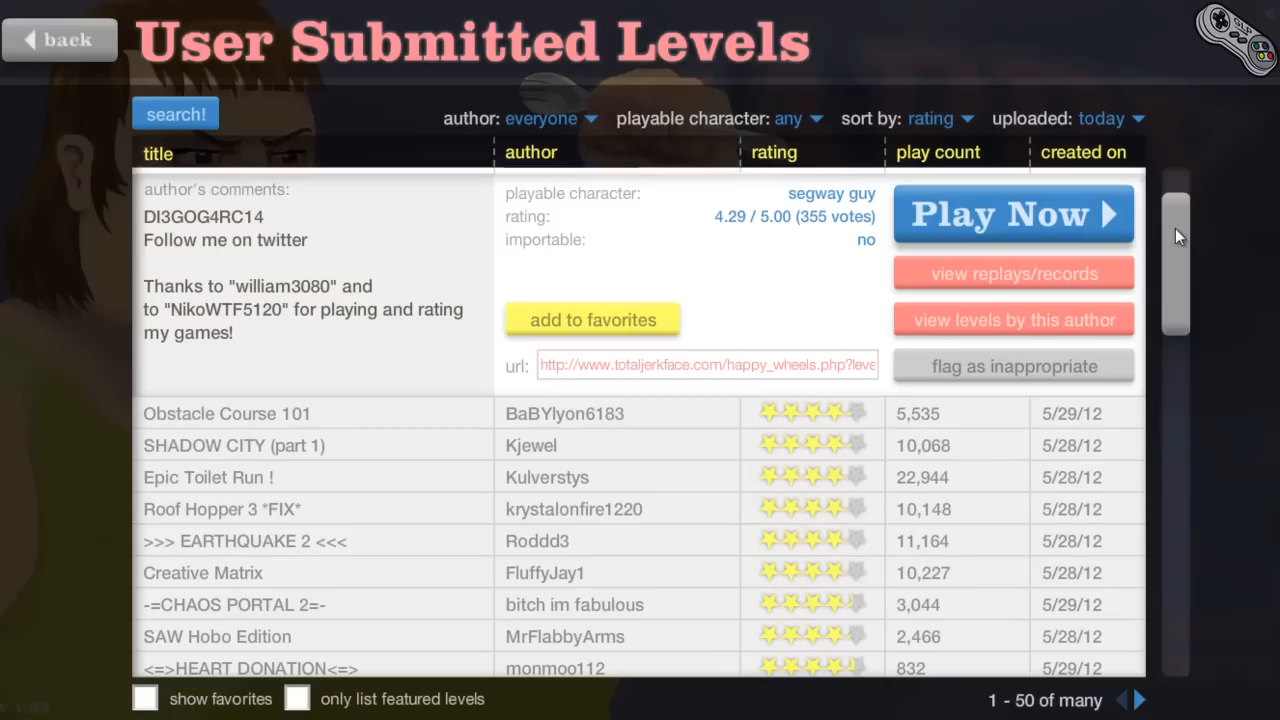 back
User Submitted Levels
search!
author: everyone playable character: any sort by: rating uploaded: today
title author rating play count created on
author's comments:
DI3GOG4RC14
Follow me on twitter
Thanks to "william3080" and
to "NikoWTF5120" for playing and rating
my games!
playable character: segway guy
rating: 4.29 / 5.00 (355 votes)
importable: no
add to favorites
url: http://www.totaljerkface.com/happy_wheels.php?leve
Play Now
view replays/records
view levels by this author
flag as inappropriate
Obstacle Course 101 BaBYlyon6183 5,535 5/29/12
SHADOW CITY (part 1) Kjewel 10,068 5/28/12
Epic Toilet Run ! Kulverstys 22,944 5/28/12
Roof Hopper 3 *FIX* krystalonfire1220 10,148 5/28/12
>>> EARTHQUAKE 2 <<< Roddd3 11,164 5/28/12
Creative Matrix FluffyJay1 10,227 5/28/12
-=CHAOS PORTAL 2=- bitch im fabulous 3,044 5/29/12
SAW Hobo Edition MrFlabbyArms 2,466 5/28/12
<=>HEART DONATION<=> monmoo112 832 5/29/12
show favorites only list featured levels 1 - 50 of many